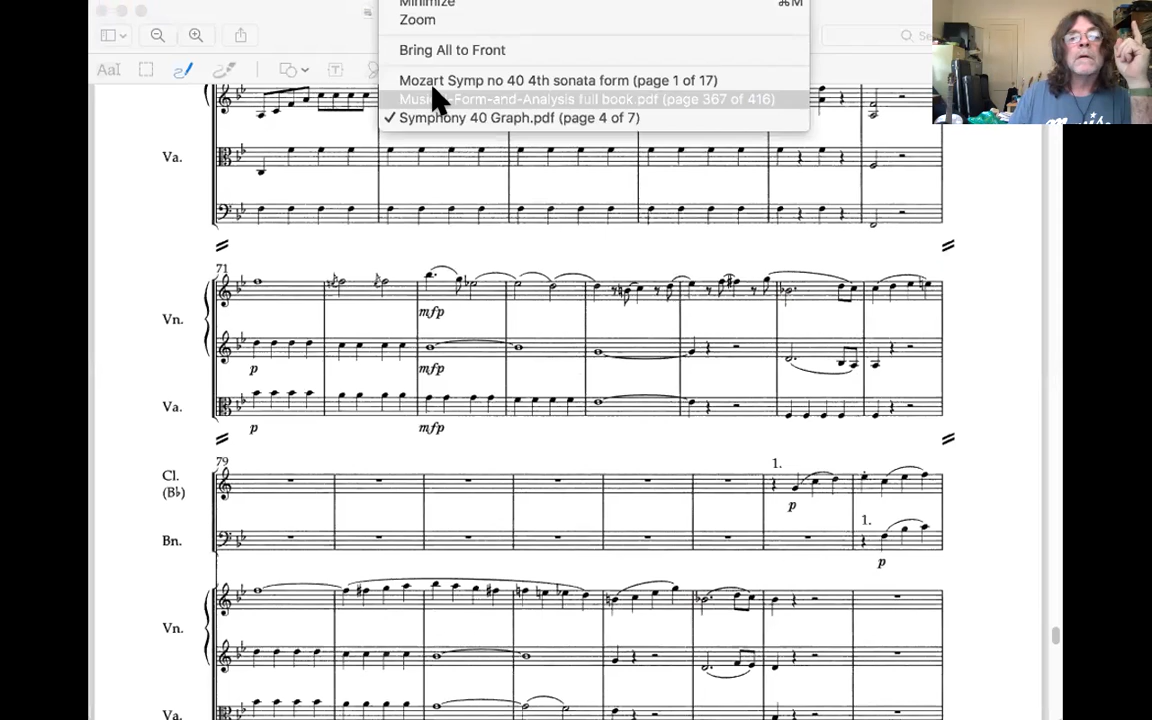 Minimize ⌘M
Zoom
Bring All to Front
Mozart Symp no 40 4th sonata form (page 1 of 17)
-Form-and-Analysis full book.pdf (page 367 of 416)
✓ Symphony 40 Graph.pdf (page 4 of 7)
AaI
Va.
71
Vn.
mfp
p mfp
Va.
p mfp
79
Cl.
(B♭)
1.
p
Bn.
1.
p
Vn.
Va.